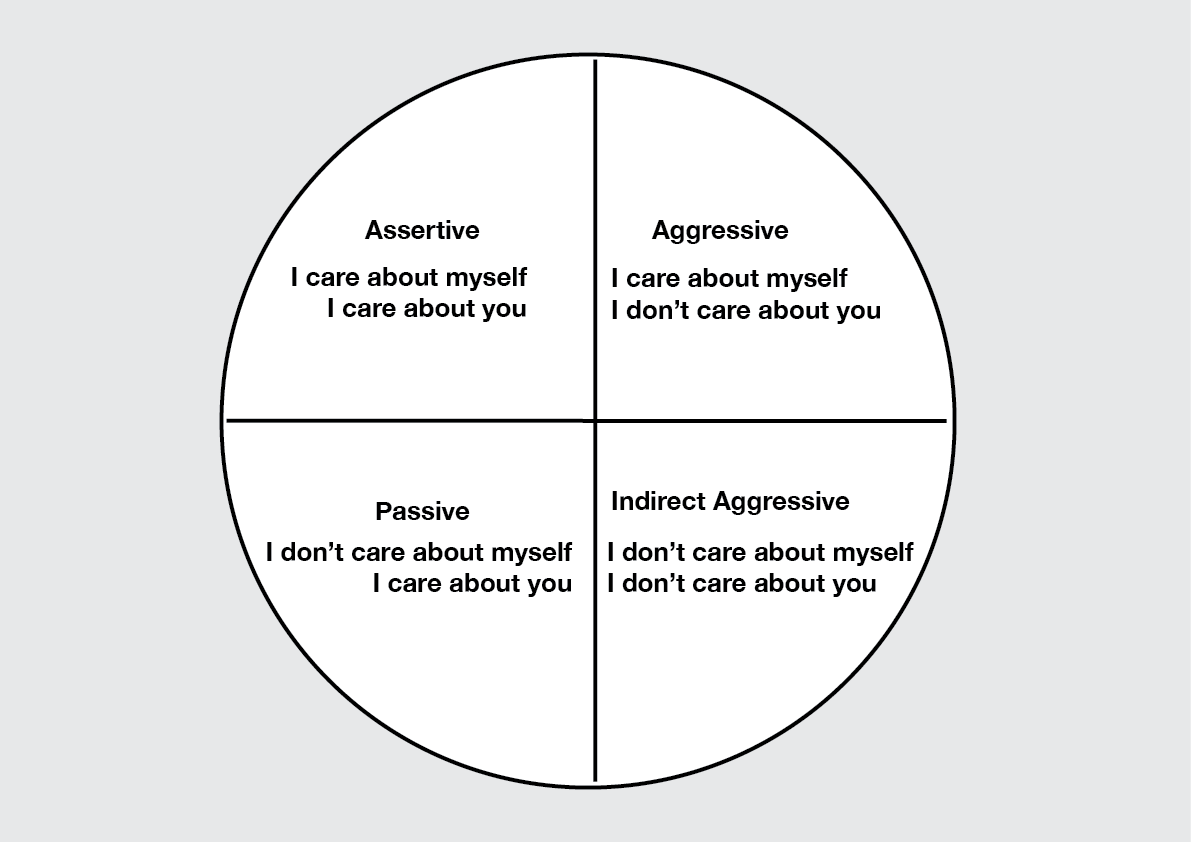 Assertive
I care about myself
I care about you
Aggressive
I care about myself
I don’t care about you
Passive
I don’t care about myself
I care about you
Indirect Aggressive
I don’t care about myself
I don’t care about you